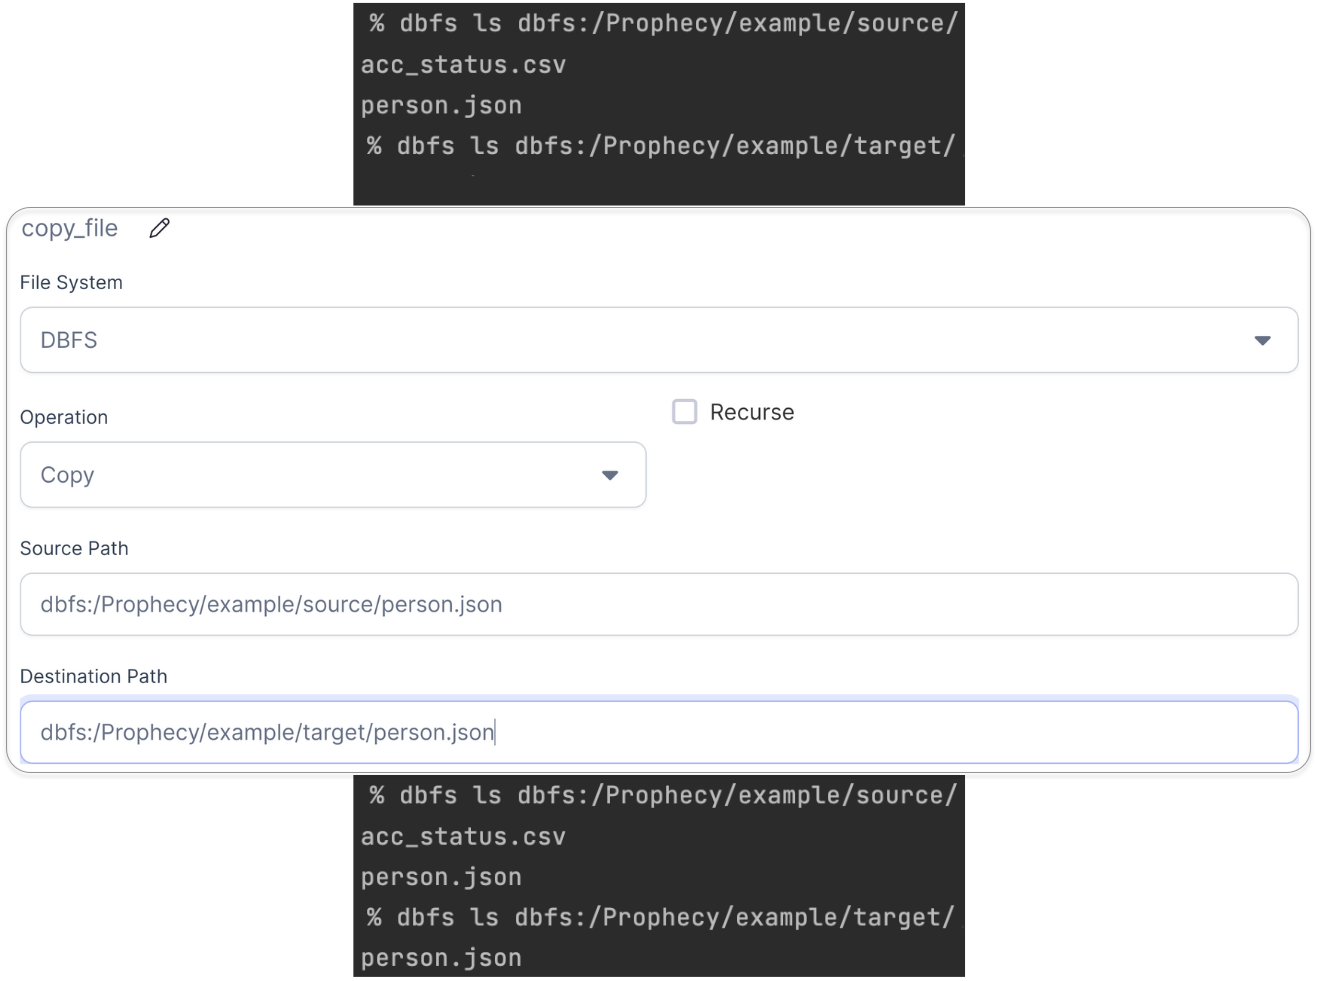 % dbfs ls dbfs:/Prophecy/example/source/
acc_status.csv
person.json
% dbfs ls dbfs:/Prophecy/example/target/
copy_file
File System
DBFS
Operation
Recurse
Copy
Source Path
dbfs:/Prophecy/example/source/person.json
Destination Path
dbfs:/Prophecy/example/target/person.json
% dbfs ls dbfs:/Prophecy/example/source/
acc_status.csv
person.json
% dbfs ls dbfs:/Prophecy/example/target/
person.json